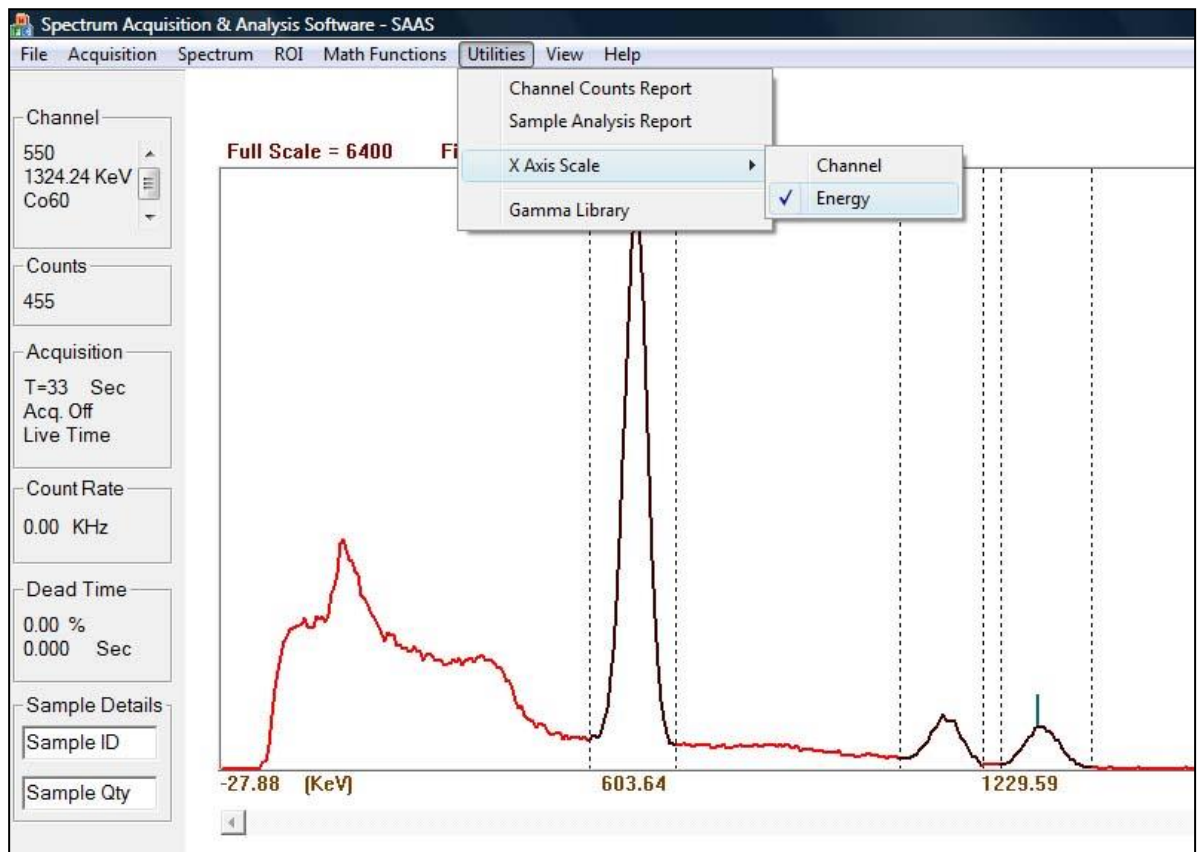 Spectrum Acquisition & Analysis Software - SAAS
File Acquisition Spectrum ROI Math Functions Utilities View Help
Channel Counts Report
Sample Analysis Report
X Axis Scale
Gamma Library
Channel
Energy
Channel
550
1324.24 KeV
Co60
Counts
455
Acquisition
T=33 Sec
Acq. Off
Live Time
Count Rate
0.00 KHz
Dead Time
0.00 %
0.000 Sec
Sample Details
Sample ID
Sample Qty
Full Scale = 6400 Fi
-27.88 (KeV) 603.64 1229.59